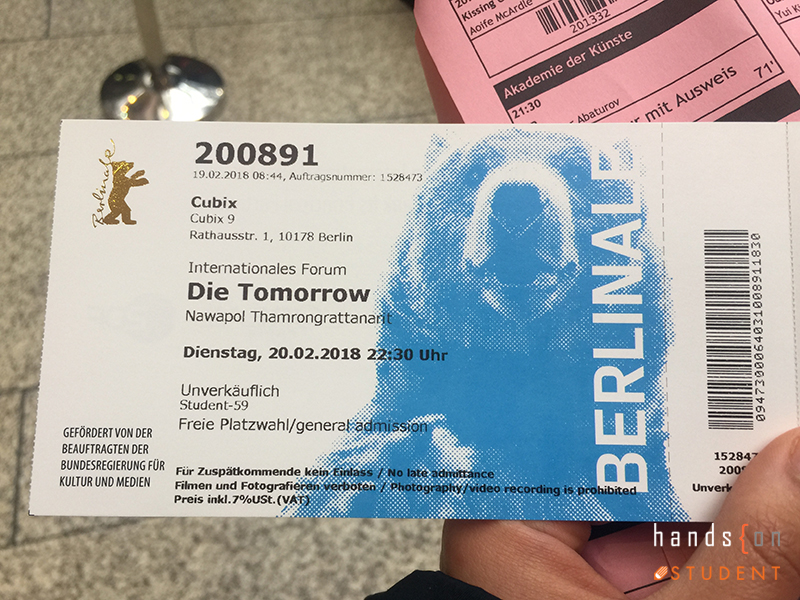 Kissing
Aoife McArdle
201332
Yui
Akademie der Künste
21:30
Abaturov
mit Ausweis
71'
Berlinale
200891
19.02.2018 08:44, Auftragsnummer: 1528473
Cubix
Cubix 9
Rathausstr. 1, 10178 Berlin
Internationales Forum
Die Tomorrow
Nawapol Thamrongrattanarit
Dienstag, 20.02.2018 22:30 Uhr
Unverkäuflich
Student-59
Freie Platzwahl/general admission
GEFÖRDERT VON DER
BEAUFTRAGTEN DER
BUNDESREGIERUNG FÜR
KULTUR UND MEDIEN
Für Zuspätkommende kein Einlass / No late admittance
Filmen und Fotografieren verboten / Photography/video recording is prohibited
Preis inkl.7%USt.(VAT)
BERLINALE
0947300064031008911830
15284
200
Unverk
hands{on
STUDENT